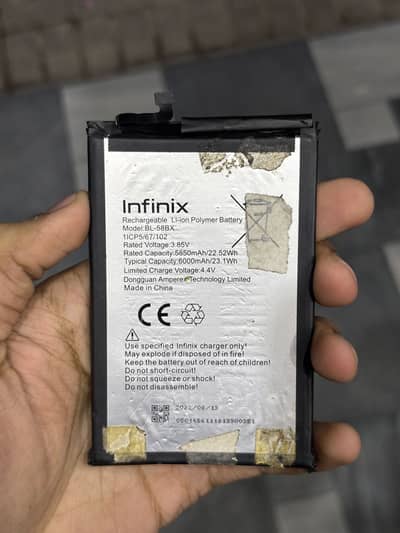 Infinix
Rechargeable Li-ion Polymer Battery
Model:BL-58BX
1ICP5/67/102
Rated Voltage:3.85V
Rated Capacity:5850mAh/22.52Wh
Typical Capacity:6000mAh/23.1Wh
Limited Charge Voltage:4.4V
Dongguan Amperex Technology Limited
Made in China
CE
Use specified Infinix charger only!
May explode if disposed of in fire!
Keep the battery out of reach of children!
Do not short-circuit!
Do not squeeze or shock!
Do not disassemble!